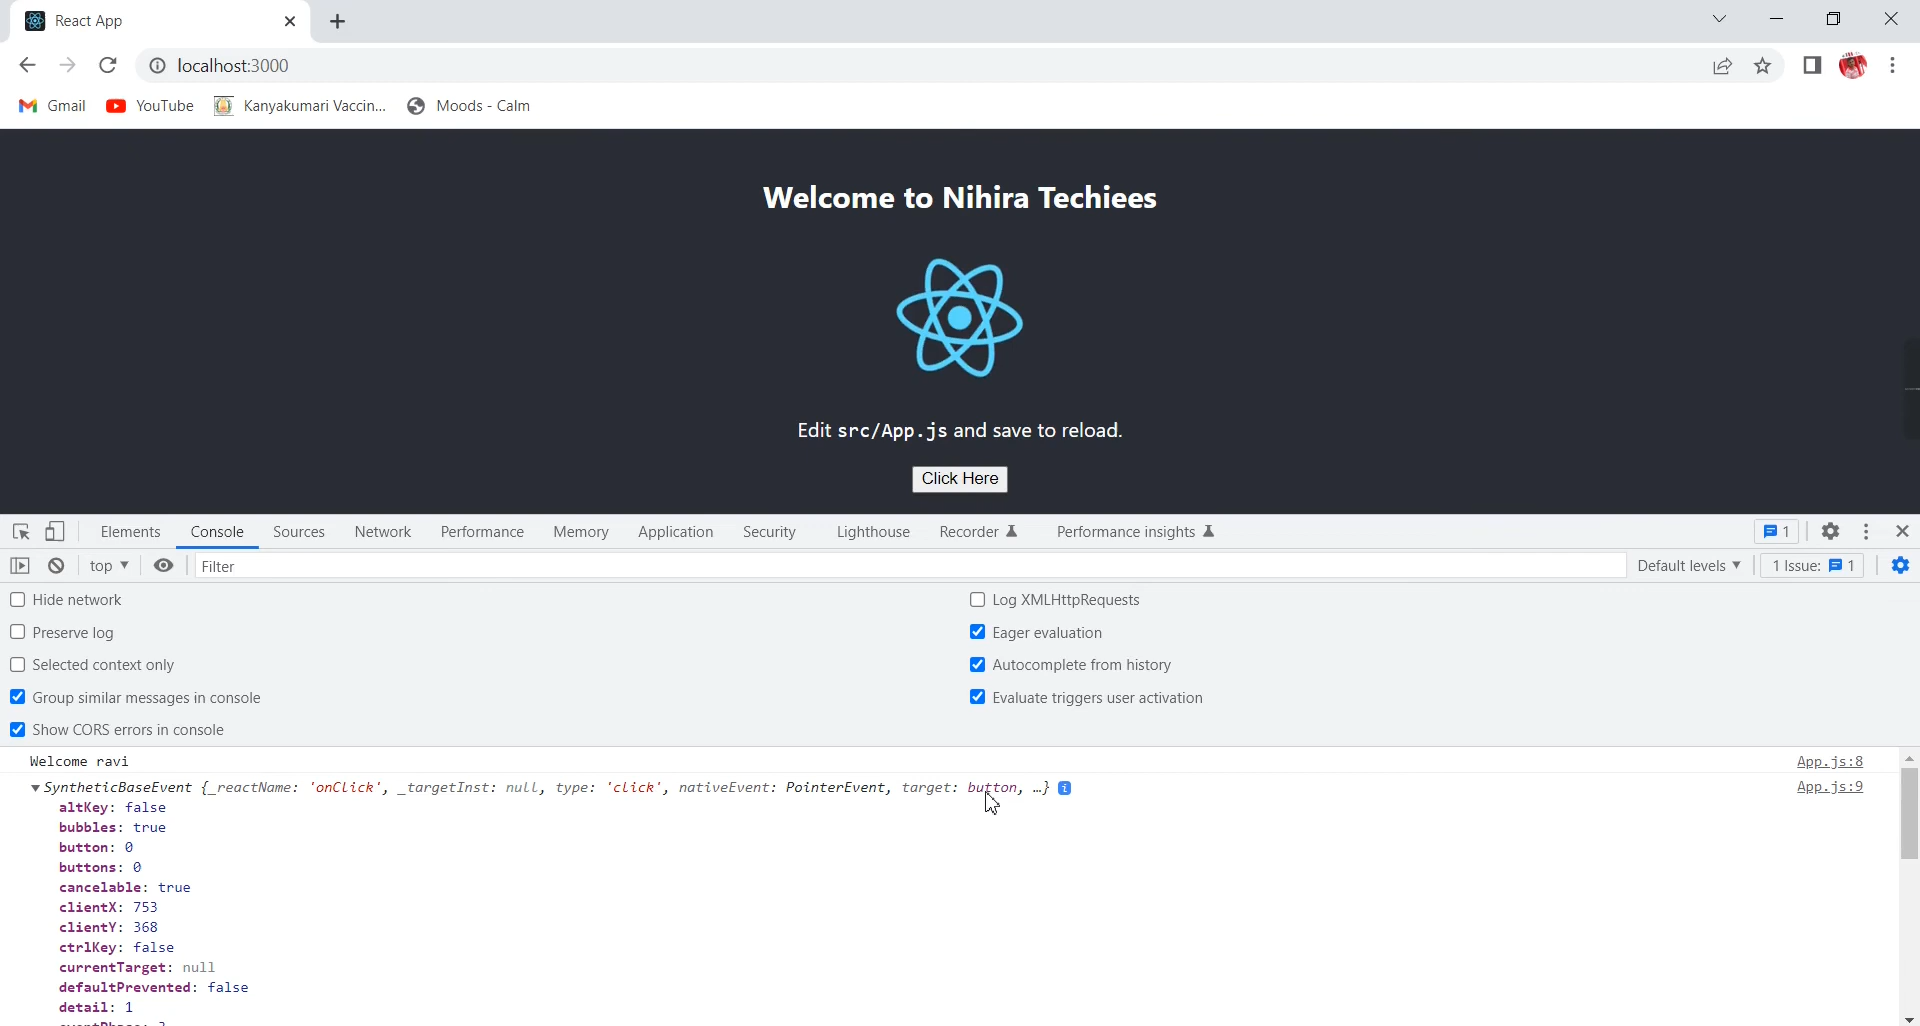 React App
localhost:3000
Gmail YouTube Kanyakumari Vaccin... Moods - Calm
Welcome to Nihira Techiees
Edit src/App.js and save to reload.
Click Here
Elements Console Sources Network Performance Memory Application Security Lighthouse Recorder Performance insights 1
top Filter Default levels 1 Issue: 1
Hide network Log XMLHttpRequests
Preserve log Eager evaluation
Selected context only Autocomplete from history
Group similar messages in console Evaluate triggers user activation
Show CORS errors in console
Welcome ravi App.js:8
SyntheticBaseEvent {_reactName: 'onClick', _targetInst: null, type: 'click', nativeEvent: PointerEvent, target: button, …} i App.js:9
altKey: false
bubbles: true
button: 0
buttons: 0
cancelable: true
clientX: 753
clientY: 368
ctrlKey: false
currentTarget: null
defaultPrevented: false
detail: 1